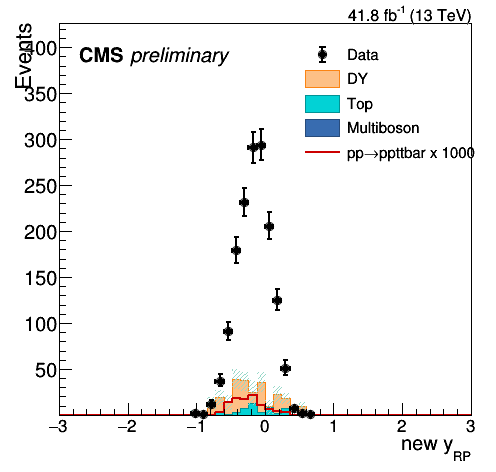 41.8 fb⁻¹ (13 TeV)
Events
CMS preliminary
Data
DY
Top
Multiboson
pp→ppttbar x 1000
400
350
300
250
200
150
100
50
−3 −2 −1 0 1 2 3
new y_RP